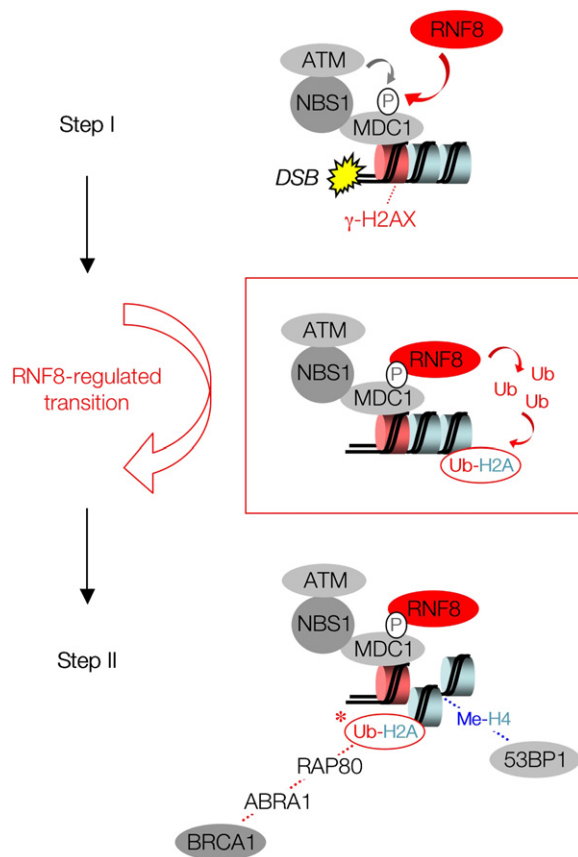 RNF8
ATM
NBS1
P
MDC1
Step I
DSB
γ-H2AX
ATM
RNF8
NBS1
P
MDC1
Ub
Ub
Ub
RNF8-regulated
transition
Ub-H2A
ATM
RNF8
NBS1
P
MDC1
Step II
*
Ub-H2A
Me-H4
53BP1
RAP80
ABRA1
BRCA1